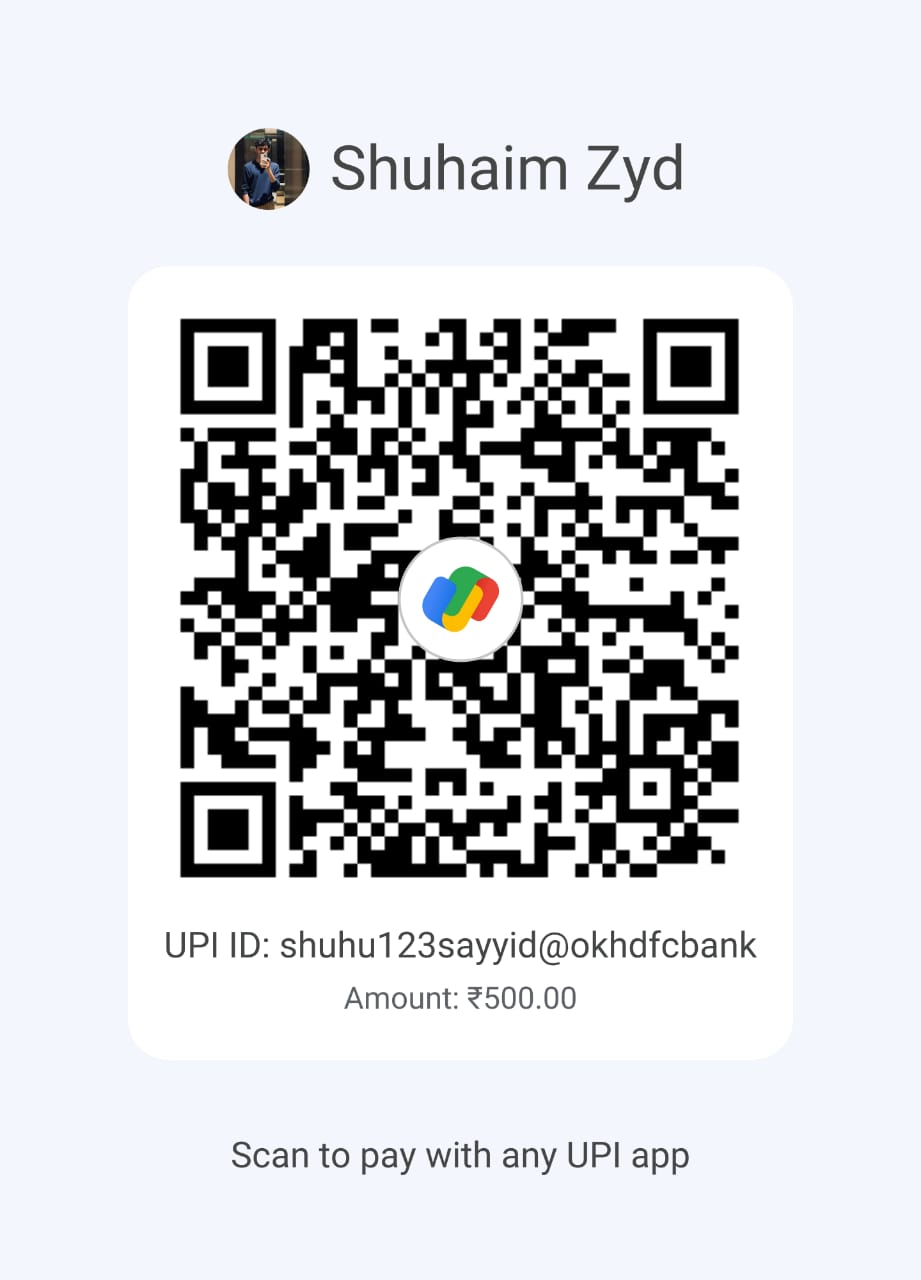 Shuhaim Zyd
UPI ID: shuhu123sayyid@okhdfcbank
Amount: ₹500.00
Scan to pay with any UPI app